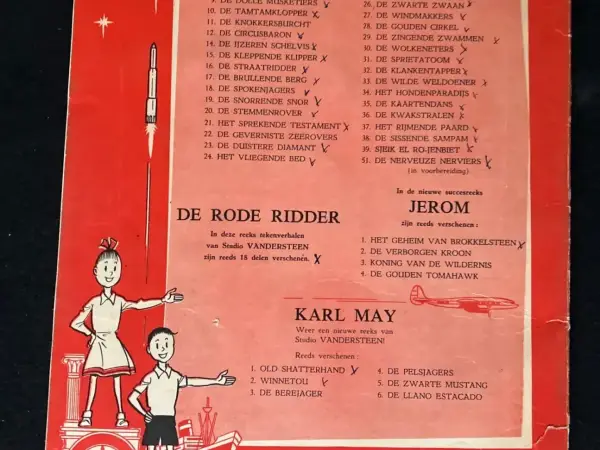 9. DE DOLLE MUSKETIERS
10. DE TAMTAMKLOPPER
11. DE KNOKKERSBURCHT
12. DE CIRCUSBARON
14. DE IJZEREN SCHELVIS
15. DE KLEPPENDE KLIPPER
16. DE STRAATRIDDER
17. DE BRULLENDE BERG
18. DE SPOKENJAGERS
19. DE SNORRENDE SNOR
20. DE STEMMENROVER
21. HET SPREKENDE TESTAMENT
22. DE GEVERNISTE ZEEROVERS
23. DE DUISTERE DIAMANT
24. HET VLIEGENDE BED
26. DE ZWARTE ZWAAN
27. DE WINDMAKKERS
28. DE GOUDEN CIRKEL
29. DE ZINGENDE ZWAMMEN
30. DE WOLKENETERS
31. DE SPRIETATOOM
32. DE KLANKENTAPPER
33. DE WILDE WELDOENER
34. HET HONDENPARADIJS
35. DE KAARTENDANS
36. DE KWAKSTRALEN
37. HET RIJMENDE PAARD
38. DE SISSENDE SAMPAM
39. SJEIK EL RO-JENBIET
51. DE NERVEUZE NERVIERS
(in voorbereiding)
DE RODE RIDDER
In deze reeks tekenverhalen
van Studio VANDERSTEEN
zijn reeds 18 delen verschenen.
In de nieuwe succesreeks
JEROM
zijn reeds verschenen :
1. HET GEHEIM VAN BROKKELSTEEN
2. DE VERBORGEN KROON
3. KONING VAN DE WILDERNIS
4. DE GOUDEN TOMAHAWK
KARL MAY
Weer een nieuwe reeks van
Studio VANDERSTEEN!
Reeds verschenen :
1. OLD SHATTERHAND
2. WINNETOU
3. DE BEREJAGER
4. DE PELSJAGERS
5. DE ZWARTE MUSTANG
6. DE LLANO ESTACADO